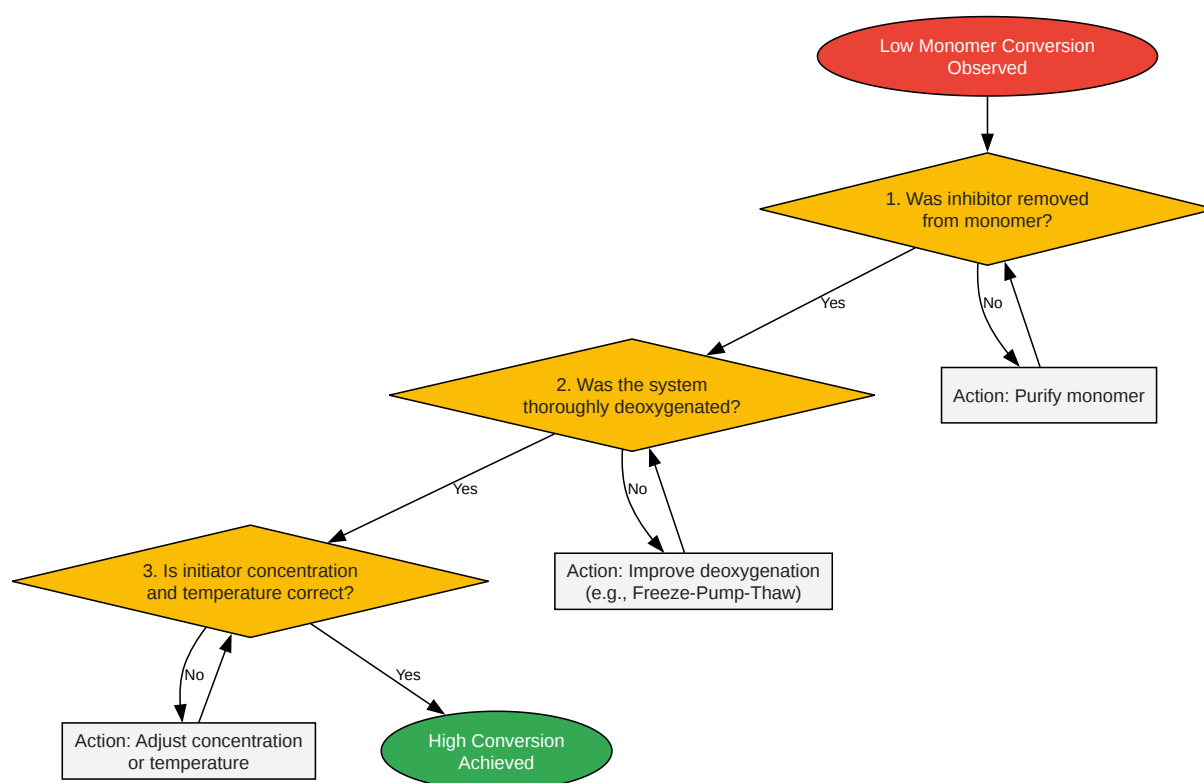 Low Monomer Conversion
Observed
1. Was inhibitor removed
from monomer?
Yes
No
Action: Purify monomer
2. Was the system
thoroughly deoxygenated?
Yes
No
Action: Improve deoxygenation
(e.g., Freeze-Pump-Thaw)
3. Is initiator concentration
and temperature correct?
No
Yes
Action: Adjust concentration
or temperature
High Conversion
Achieved